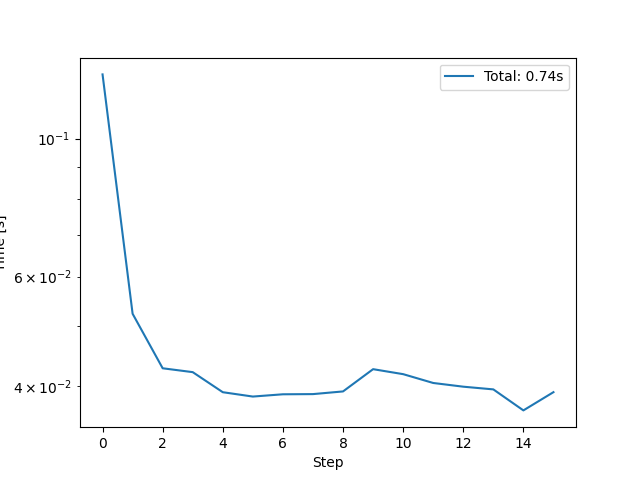 Total: 0.74s
10⁻¹
6 × 10⁻²
4 × 10⁻²
Time [s]
0 2 4 6 8 10 12 14
Step